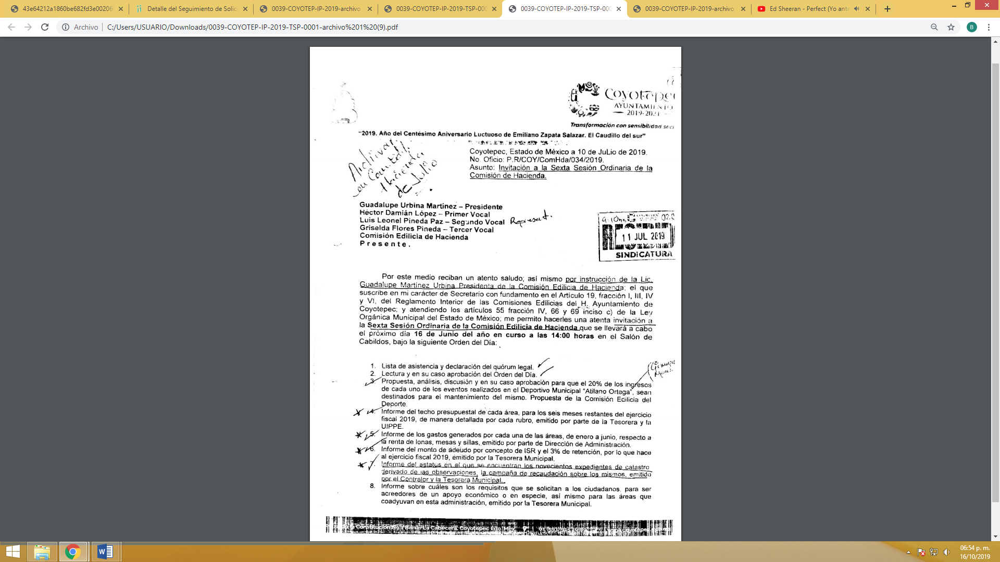 43e64212a1860be682fd3e00206
Detalle del Seguimiento de Solici
0039-COYOTEP-IP-2019-archivo
0039-COYOTEP-IP-2019-TSP-000
0039-COYOTEP-IP-2019-TSP-000
0039-COYOTEP-IP-2019-archivo
Ed Sheeran - Perfect (Yo ante
Archivo
C:/Users/USUARIO/Downloads/0039-COYOTEP-IP-2019-TSP-0001-archivo%201%20(9).pdf
B
Coyotepec
AYUNTAMIENTO
2019-2021
Transformación con sensibilidad soci
"2019. Año del Centésimo Aniversario Luctuoso de Emiliano Zapata Salazar. El Caudillo del sur"
Archivar
en Comité
Hacienda
de Julio
Coyotepec, Estado de México a 10 de JuLio de 2019.
No. Oficio: P.R/COY/ComHda/034/2019.
Asunto: Invitación a la Sexta Sesión Ordinaria de la
Comisión de Hacienda.
Guadalupe Urbina Martínez – Presidente
Héctor Damián López – Primer Vocal
Luis Leonel Pineda Paz – Segundo Vocal Represent.
Griselda Flores Pineda – Tercer Vocal
Comisión Edilicia de Hacienda
P r e s e n t e .
11 JUL 2019
SINDICATURA
Por este medio reciban un atento saludo; así mismo por instrucción de la Lic.
Guadalupe Martínez Urbina Presidenta de la Comisión Edilicia de Hacienda; el que
suscribe en mi carácter de Secretario con fundamento en el Artículo 19, fracción I, III, IV
y VI, del Reglamento Interior de las Comisiones Edilicias del H. Ayuntamiento de
Coyotepec; y atendiendo los artículos 55 fracción IV, 66 y 69 inciso c) de la Ley
Orgánica Municipal del Estado de México; me permito hacerles una atenta invitación a
la Sexta Sesión Ordinaria de la Comisión Edilicia de Hacienda que se llevará a cabo
el próximo día 16 de Junio del año en curso a las 14:00 horas en el Salón de
Cabildos, bajo la siguiente Orden del Día:
1. Lista de asistencia y declaración del quórum legal.
2. Lectura y en su caso aprobación del Orden del Día.
3. Propuesta, análisis, discusión y en su caso aprobación para que el 20% de los ingresos
de cada uno de los eventos realizados en el Deportivo Municipal "Atilano Ortega", sean
destinados para el mantenimiento del mismo. Propuesta de la Comisión Edilicia del
Deporte.
4. Informe del techo presupuestal de cada área, para los seis meses restantes del ejercicio
fiscal 2019, de manera detallada por cada rubro, emitido por parte de la Tesorera y la
UIPPE.
5. Informe de los gastos generados por cada una de las áreas, de enero a junio, respecto a
la renta de lonas, mesas y sillas, emitido por parte de Dirección de Administración.
6. Informe del monto de adeudo por concepto de ISR y el 3% de retención, por lo que hace
al ejercicio fiscal 2019, emitido por la Tesorera Municipal.
7. Informe del estatus en el que se encuentran los novecientos expedientes de catastro
derivado de las observaciones, la campaña de recaudación sobre los mismos, emitido
por el Contralor y la Tesorera Municipal.
8. Informe sobre cuáles son los requisitos que se solicitan a los ciudadanos, para ser
acreedores de un apoyo económico o en especie, así mismo para las áreas que
coadyuvan en esta administración, emitido por la Tesorera Municipal.
la Constitución No.1 Barrio La Cabecera, Coyotepec Edo. Méx.
06:54 p. m.
16/10/2019